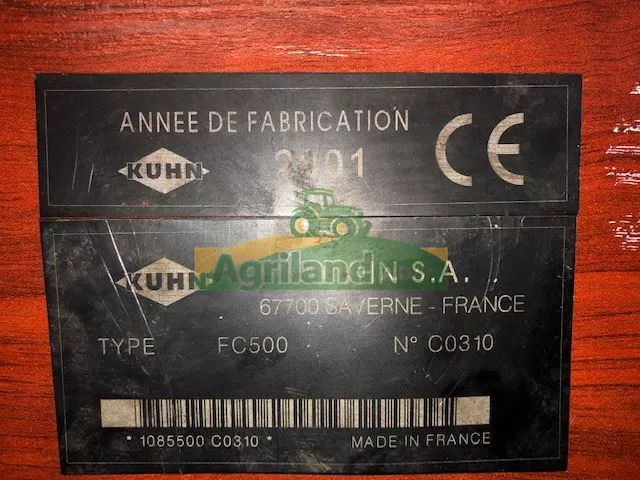 ANNEE DE FABRICATION
KUHN
CE
KUHN
Agriland
S.A.
67700 SAVERNE - FRANCE
TYPE FC500 N° C0310
* 1085500 C0310 * MADE IN FRANCE